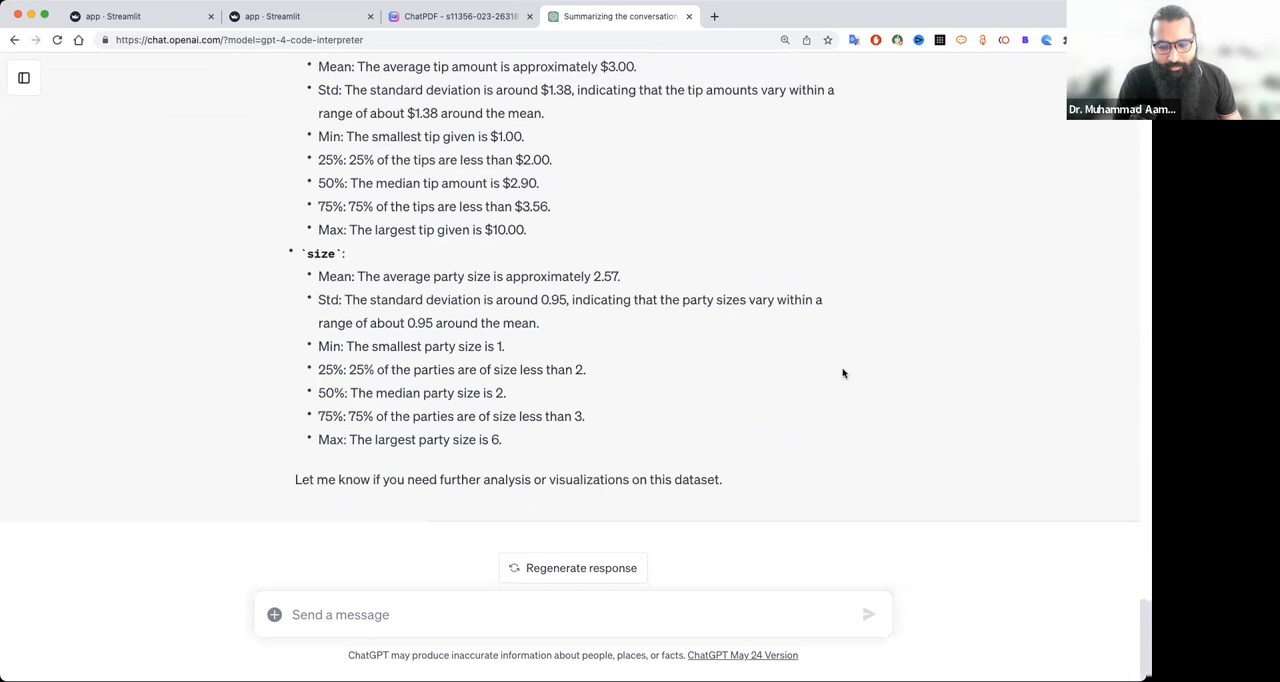 app · Streamlit
app · Streamlit
ChatPDF - s11356-023-26318
Summarizing the conversation
https://chat.openai.com/?model=gpt-4-code-interpreter
Dr. Muhammad Aam...
Mean: The average tip amount is approximately $3.00.
Std: The standard deviation is around $1.38, indicating that the tip amounts vary within a
range of about $1.38 around the mean.
Min: The smallest tip given is $1.00.
25%: 25% of the tips are less than $2.00.
50%: The median tip amount is $2.90.
75%: 75% of the tips are less than $3.56.
Max: The largest tip given is $10.00.
`size`:
Mean: The average party size is approximately 2.57.
Std: The standard deviation is around 0.95, indicating that the party sizes vary within a
range of about 0.95 around the mean.
Min: The smallest party size is 1.
25%: 25% of the parties are of size less than 2.
50%: The median party size is 2.
75%: 75% of the parties are of size less than 3.
Max: The largest party size is 6.
Let me know if you need further analysis or visualizations on this dataset.
Regenerate response
Send a message
ChatGPT may produce inaccurate information about people, places, or facts. ChatGPT May 24 Version